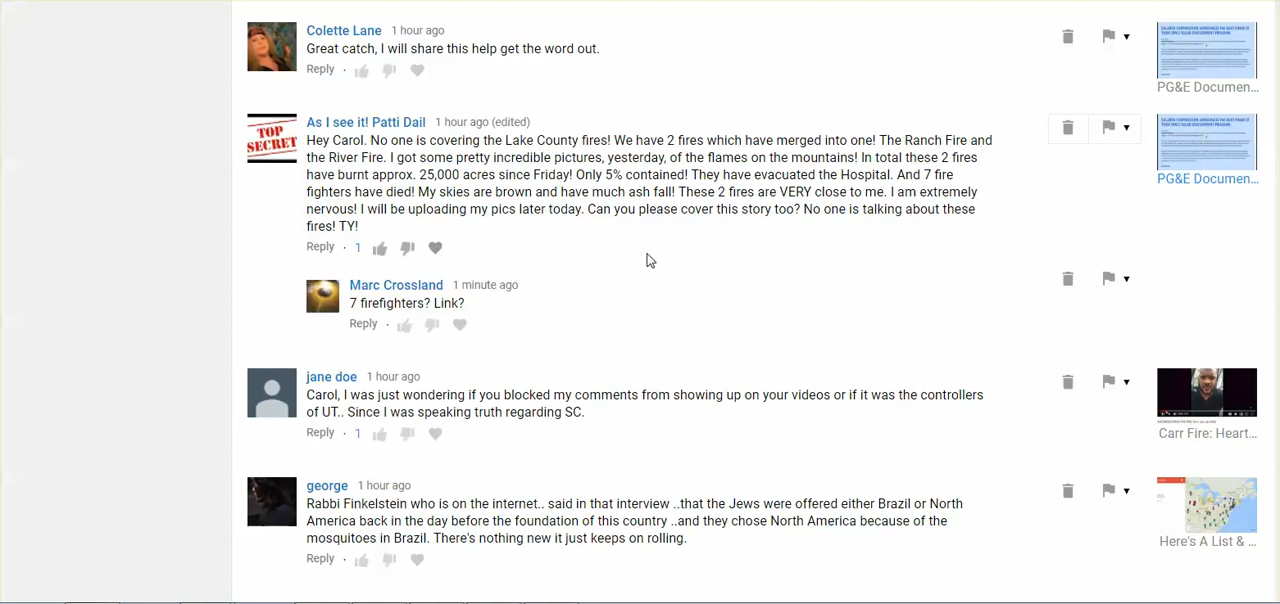 Colette Lane 1 hour ago
Great catch, I will share this help get the word out.
Reply ·
PG&E Documen...
TOP SECRET
As I see it! Patti Dail 1 hour ago (edited)
Hey Carol. No one is covering the Lake County fires! We have 2 fires which have merged into one! The Ranch Fire and
the River Fire. I got some pretty incredible pictures, yesterday, of the flames on the mountains! In total these 2 fires
have burnt approx. 25,000 acres since Friday! Only 5% contained! They have evacuated the Hospital. And 7 fire
fighters have died! My skies are brown and have much ash fall! These 2 fires are VERY close to me. I am extremely
nervous! I will be uploading my pics later today. Can you please cover this story too? No one is talking about these
fires! TY!
Reply · 1
PG&E Documen...
Marc Crossland 1 minute ago
7 firefighters? Link?
Reply ·
jane doe 1 hour ago
Carol, I was just wondering if you blocked my comments from showing up on your videos or if it was the controllers
of UT.. Since I was speaking truth regarding SC.
Reply · 1
Carr Fire: Heart...
george 1 hour ago
Rabbi Finkelstein who is on the internet.. said in that interview ..that the Jews were offered either Brazil or North
America back in the day before the foundation of this country ..and they chose North America because of the
mosquitoes in Brazil. There's nothing new it just keeps on rolling.
Reply ·
Here's A List & ...